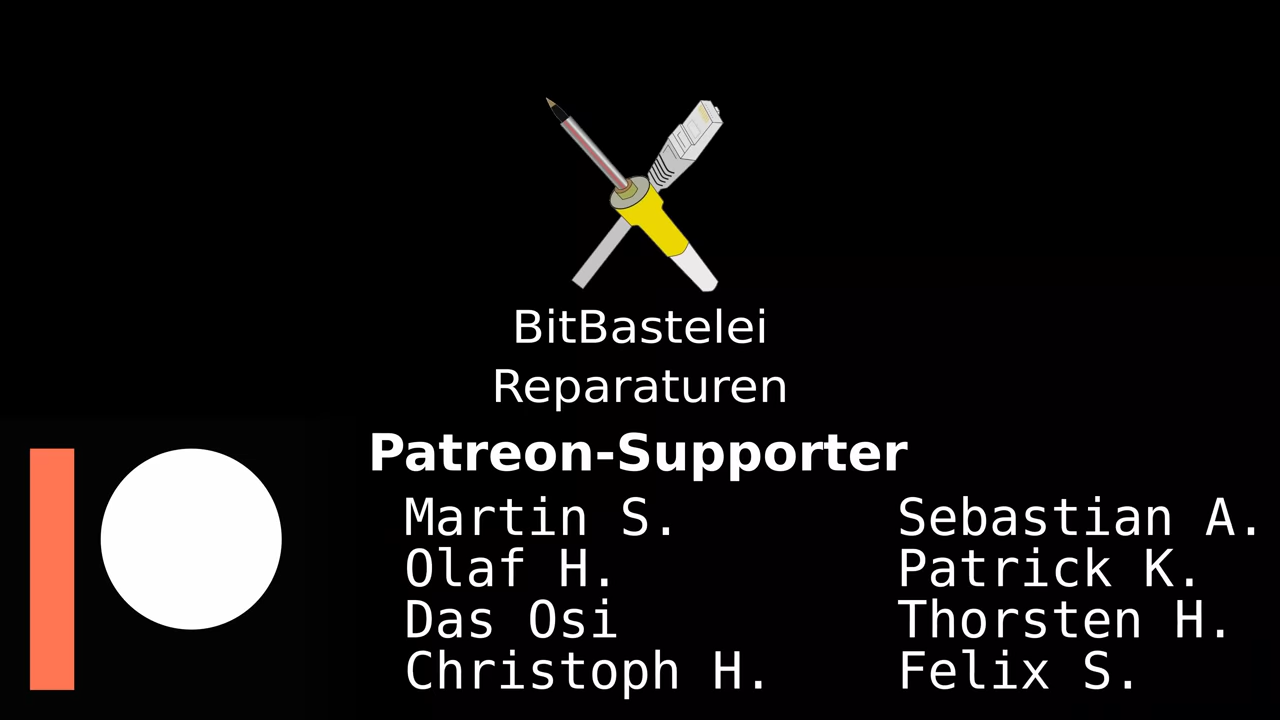 BitBastelei
Reparaturen
Patreon-Supporter
Martin S.
Olaf H.
Das Osi
Christoph H.
Sebastian A.
Patrick K.
Thorsten H.
Felix S.